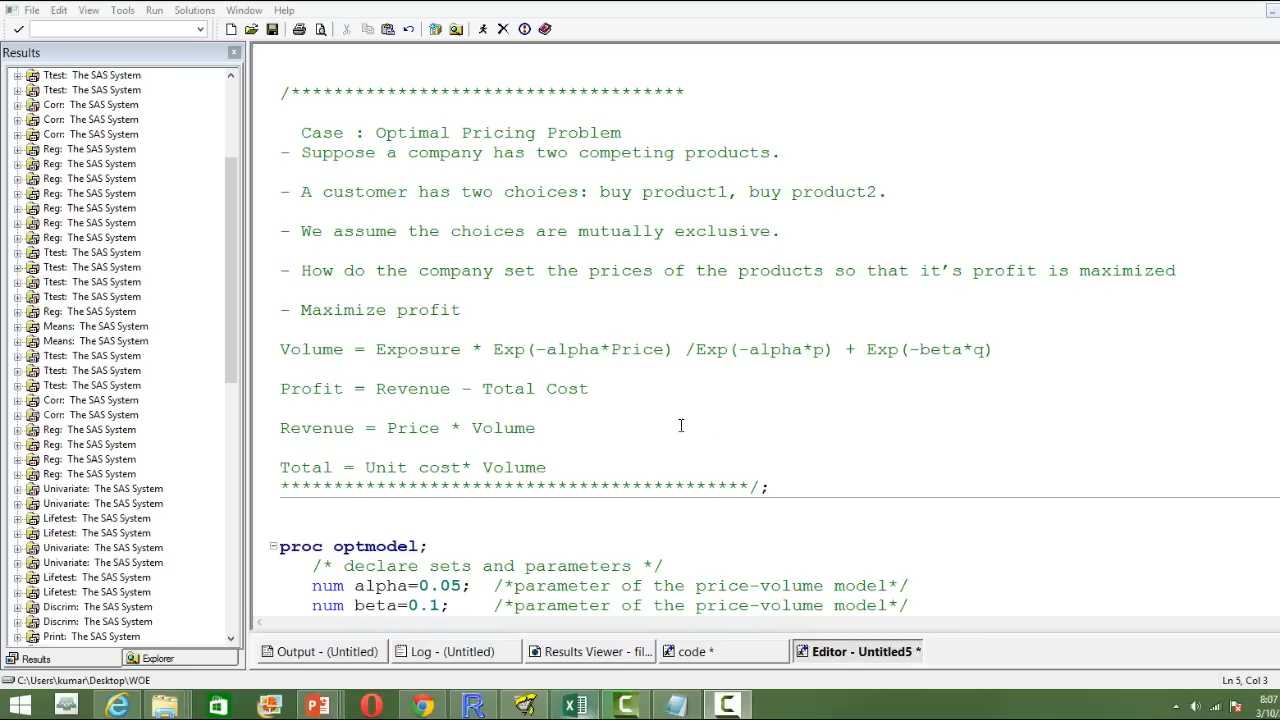 File Edit View Tools Run Solutions Window Help
Results
Ttest: The SAS System
Ttest: The SAS System
Corr: The SAS System
Corr: The SAS System
Corr: The SAS System
Reg: The SAS System
Reg: The SAS System
Reg: The SAS System
Reg: The SAS System
Reg: The SAS System
Reg: The SAS System
Reg: The SAS System
Ttest: The SAS System
Ttest: The SAS System
Ttest: The SAS System
Ttest: The SAS System
Reg: The SAS System
Means: The SAS System
Means: The SAS System
Ttest: The SAS System
Ttest: The SAS System
Ttest: The SAS System
Corr: The SAS System
Corr: The SAS System
Reg: The SAS System
Reg: The SAS System
Reg: The SAS System
Reg: The SAS System
Univariate: The SAS System
Univariate: The SAS System
Lifetest: The SAS System
Lifetest: The SAS System
Univariate: The SAS System
Univariate: The SAS System
Lifetest: The SAS System
Lifetest: The SAS System
Discrim: The SAS System
Discrim: The SAS System
Print: The SAS System
Results Explorer
/*************************************
Case : Optimal Pricing Problem
- Suppose a company has two competing products.
- A customer has two choices: buy product1, buy product2.
- We assume the choices are mutually exclusive.
- How do the company set the prices of the products so that it’s profit is maximized
- Maximize profit
Volume = Exposure * Exp(-alpha*Price) /Exp(-alpha*p) + Exp(-beta*q)
Profit = Revenue - Total Cost
Revenue = Price * Volume
Total = Unit cost* Volume
********************************************/;
proc optmodel;
/* declare sets and parameters */
num alpha=0.05; /*parameter of the price-volume model*/
num beta=0.1; /*parameter of the price-volume model*/
Output - (Untitled) Log - (Untitled) Results Viewer - fil... code * Editor - Untitled5 *
C:\Users\kumar\Desktop\WOE Ln 5, Col 3
8:07
3/10/